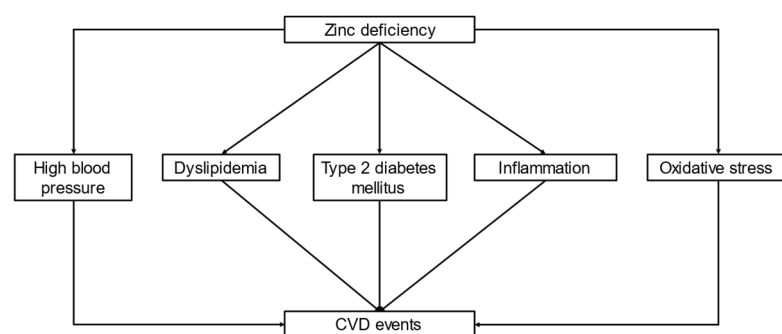 Zinc deficiency
High blood
pressure
Dyslipidemia
Type 2 diabetes
mellitus
Inflammation
Oxidative stress
CVD events